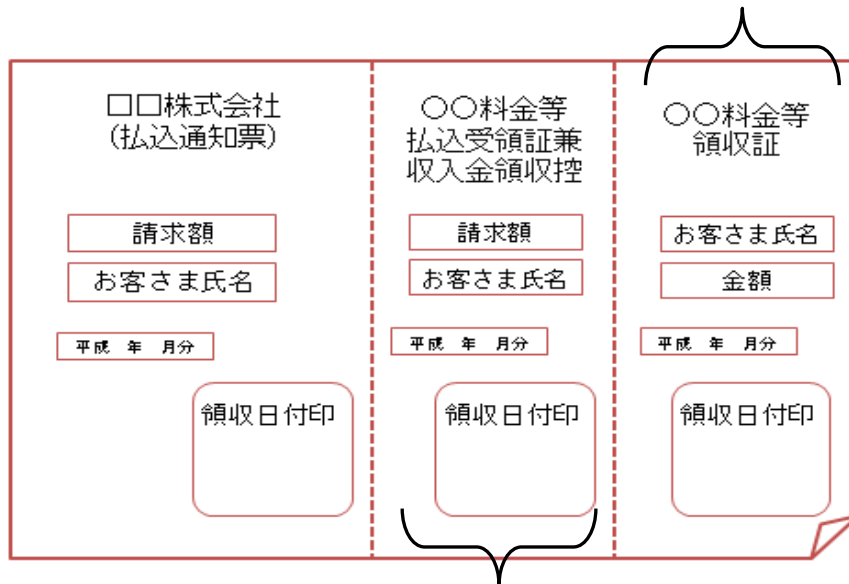 □□株式会社
(払込通知票)
請求額
お客さま氏名
平成 年 月分
領収日付印
〇〇料金等
払込受領証兼
収入金領収控
請求額
お客さま氏名
平成 年 月分
領収日付印
〇〇料金等
領収証
お客さま氏名
金額
平成 年 月分
領収日付印